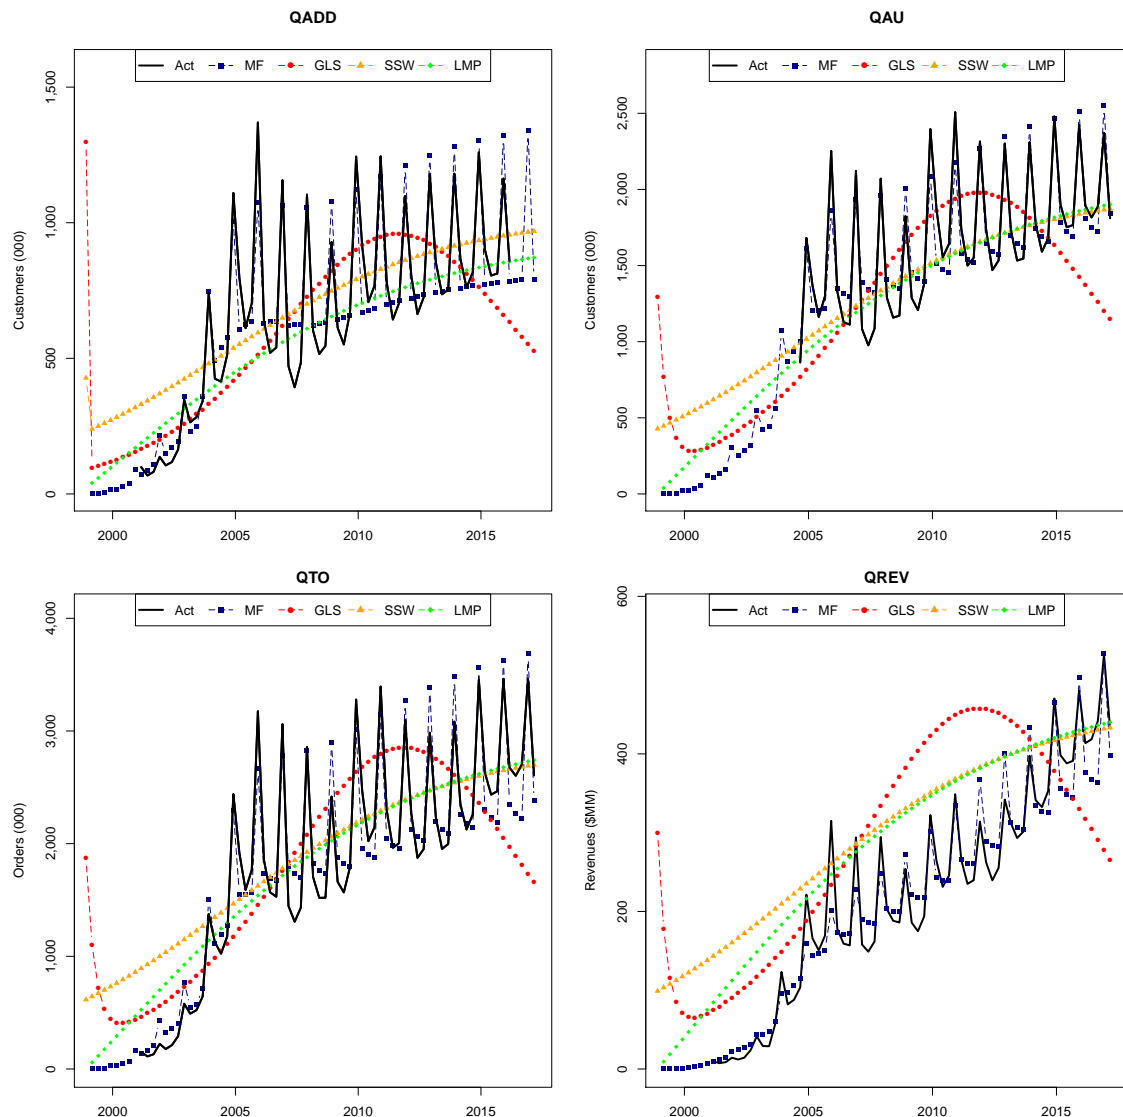 QADD
Act MF GLS SSW LMP
Customers (000)
1,500
1,000
500
0
2000 2005 2010 2015
QAU
Act MF GLS SSW LMP
Customers (000)
2,500
2,000
1,500
1,000
500
0
2000 2005 2010 2015
QTO
Act MF GLS SSW LMP
Orders (000)
4,000
3,000
2,000
1,000
0
2000 2005 2010 2015
QREV
Act MF GLS SSW LMP
Revenues ($MM)
600
400
200
0
2000 2005 2010 2015